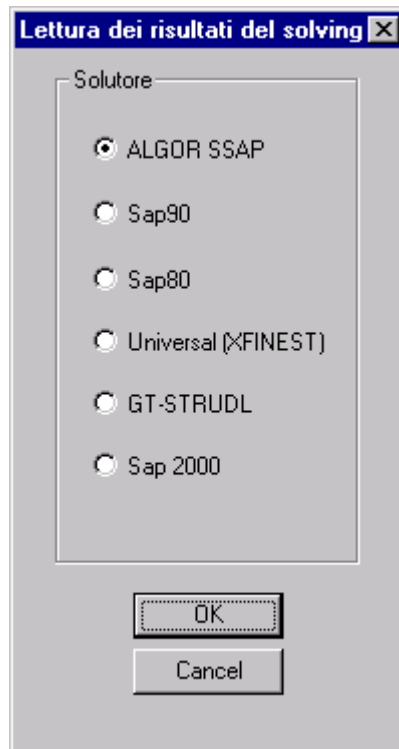 Lettura dei risultati del solving
Solutore
ALGOR SSAP
Sap90
Sap80
Universal (XFINEST)
GT-STRUDL
Sap 2000
OK
Cancel